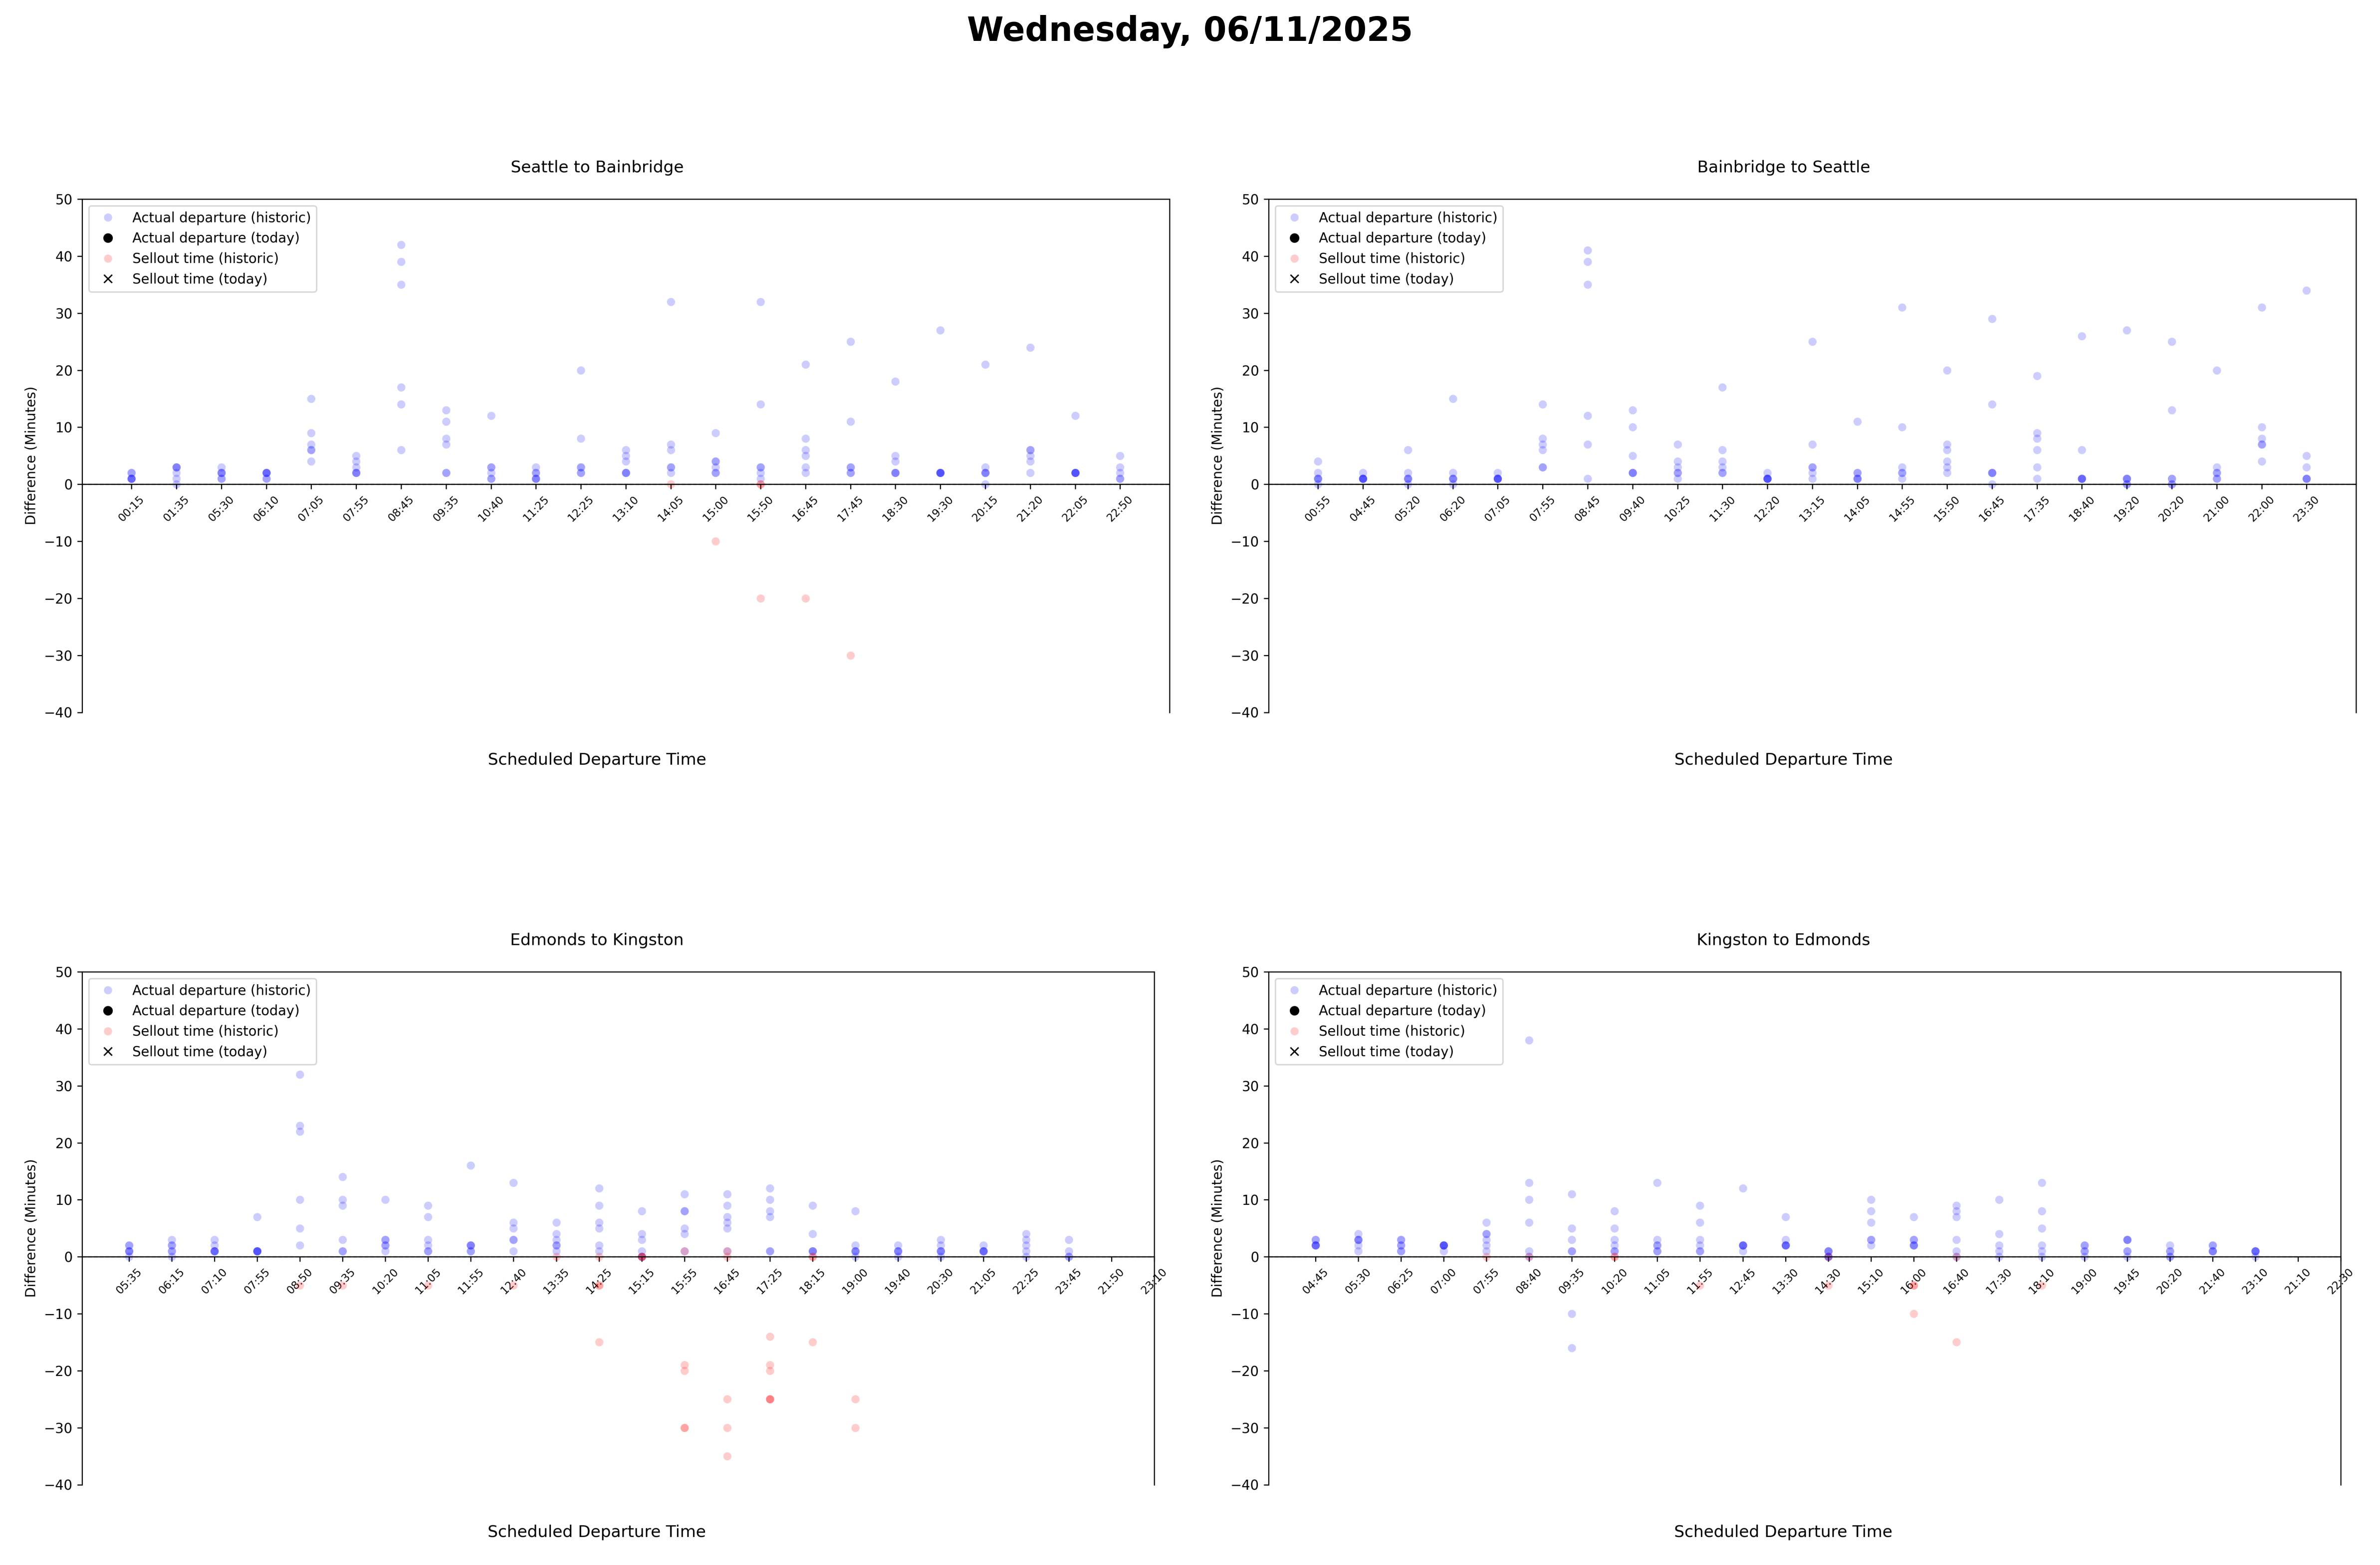 Wednesday, 06/11/2025
Seattle to Bainbridge
50
40
30
20
10
0
−10
−20
−30
−40
Difference (Minutes)
Actual departure (historic)
Actual departure (today)
Sellout time (historic)
Sellout time (today)
00:15 01:35 05:30 06:10 07:05 07:55 08:45 09:35 10:40 11:25 12:25 13:10 14:05 15:00 15:50 16:45 17:45 18:30 19:30 20:15 21:20 22:05 22:50
Scheduled Departure Time
Bainbridge to Seattle
50
40
30
20
10
0
−10
−20
−30
−40
Difference (Minutes)
Actual departure (historic)
Actual departure (today)
Sellout time (historic)
Sellout time (today)
00:55 04:45 05:20 06:20 07:05 07:55 08:45 09:40 10:25 11:30 12:20 13:15 14:05 14:55 15:50 16:45 17:35 18:40 19:20 20:20 21:00 22:00 23:30
Scheduled Departure Time
Edmonds to Kingston
50
40
30
20
10
0
−10
−20
−30
−40
Difference (Minutes)
Actual departure (historic)
Actual departure (today)
Sellout time (historic)
Sellout time (today)
05:35 06:15 07:10 07:55 08:50 09:35 10:20 11:05 11:55 12:40 13:35 14:25 15:15 15:55 16:45 17:25 18:15 19:00 19:40 20:30 21:05 22:25 23:45 21:50 23:10
Scheduled Departure Time
Kingston to Edmonds
50
40
30
20
10
0
−10
−20
−30
−40
Difference (Minutes)
Actual departure (historic)
Actual departure (today)
Sellout time (historic)
Sellout time (today)
04:45 05:30 06:25 07:00 07:55 08:40 09:35 10:20 11:05 11:55 12:45 13:30 14:30 15:10 16:00 16:40 17:30 18:10 19:00 19:45 20:20 21:40 23:10 21:10 22:30
Scheduled Departure Time